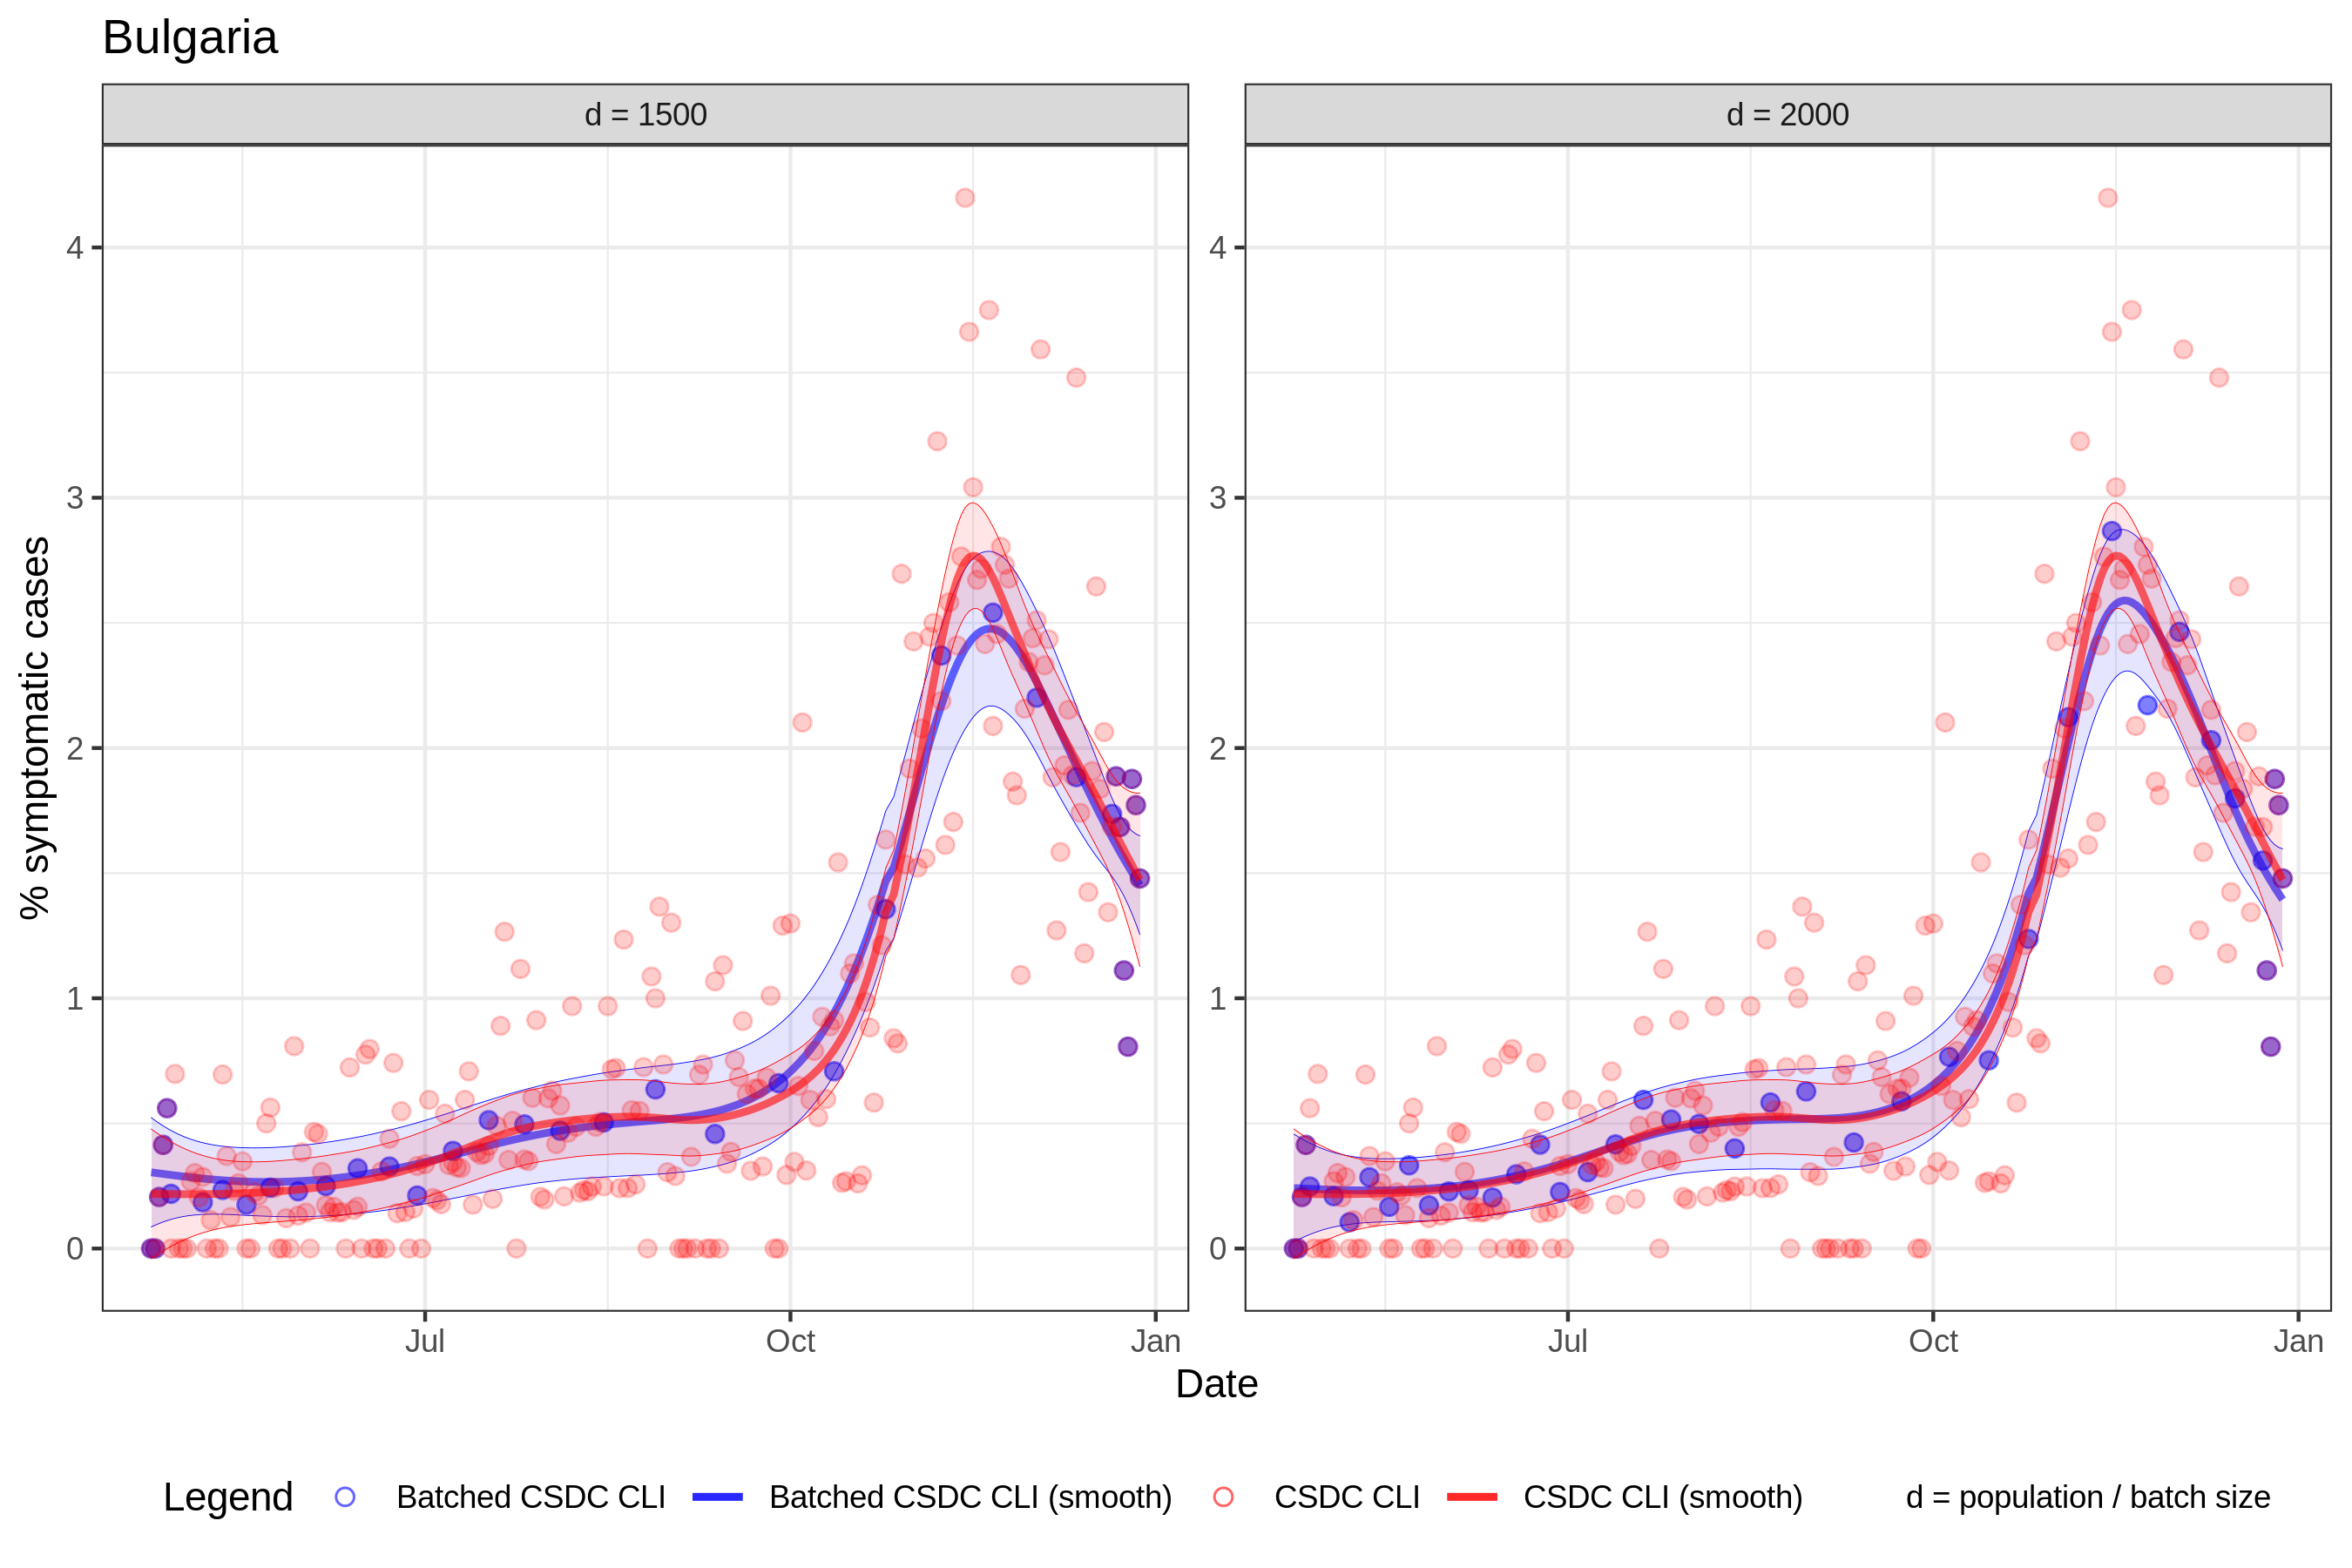 Bulgaria
d = 1500
d = 2000
% symptomatic cases
4
3
2
1
0
4
3
2
1
0
Jul
Oct
Jan
Jul
Oct
Jan
Date
Legend
Batched CSDC CLI
Batched CSDC CLI (smooth)
CSDC CLI
CSDC CLI (smooth)
d = population / batch size